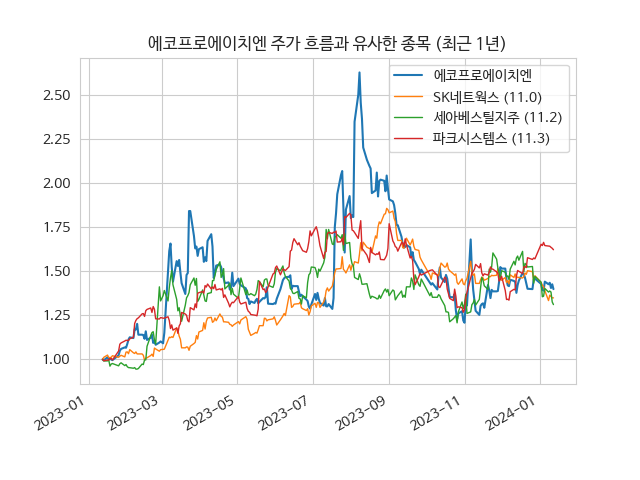 에코프로에이치엔 주가 흐름과 유사한 종목 (최근 1년)
에코프로에이치엔
SK네트웍스 (11.0)
세아베스틸지주 (11.2)
파크시스템스 (11.3)
2.50
2.25
2.00
1.75
1.50
1.25
1.00
2023-01
2023-03
2023-05
2023-07
2023-09
2023-11
2024-01